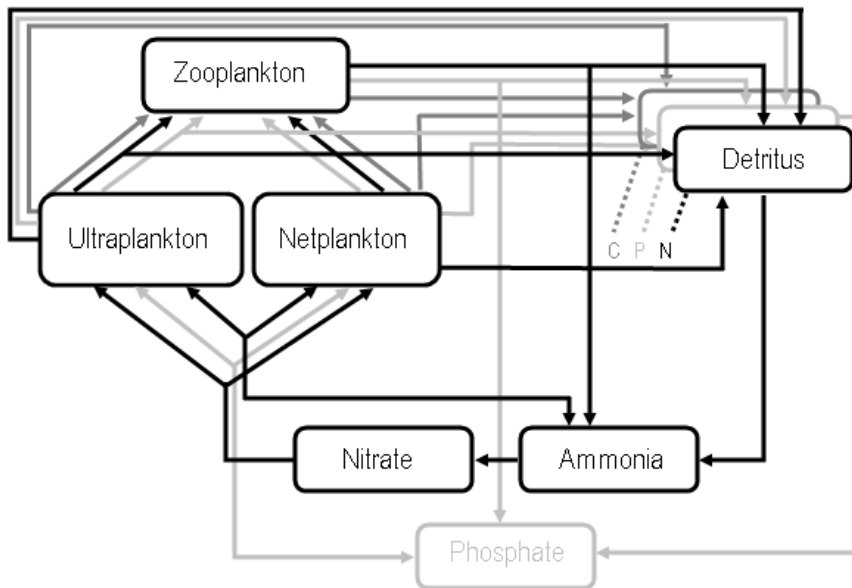 Zooplankton
Detritus
Ultraplankton
Netplankton
C P N
Nitrate
Ammonia
Phosphate